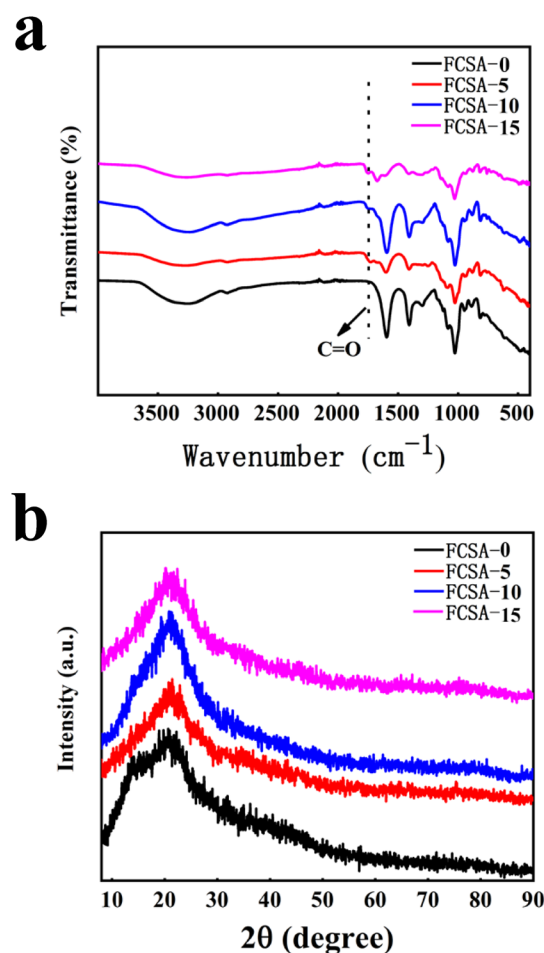 a
FCSA-0
FCSA-5
FCSA-10
FCSA-15
Transmittance (%)
C=O
3500 3000 2500 2000 1500 1000 500
Wavenumber (cm⁻¹)
b
FCSA-0
FCSA-5
FCSA-10
FCSA-15
Intensity (a.u.)
10 20 30 40 50 60 70 80 90
2θ (degree)